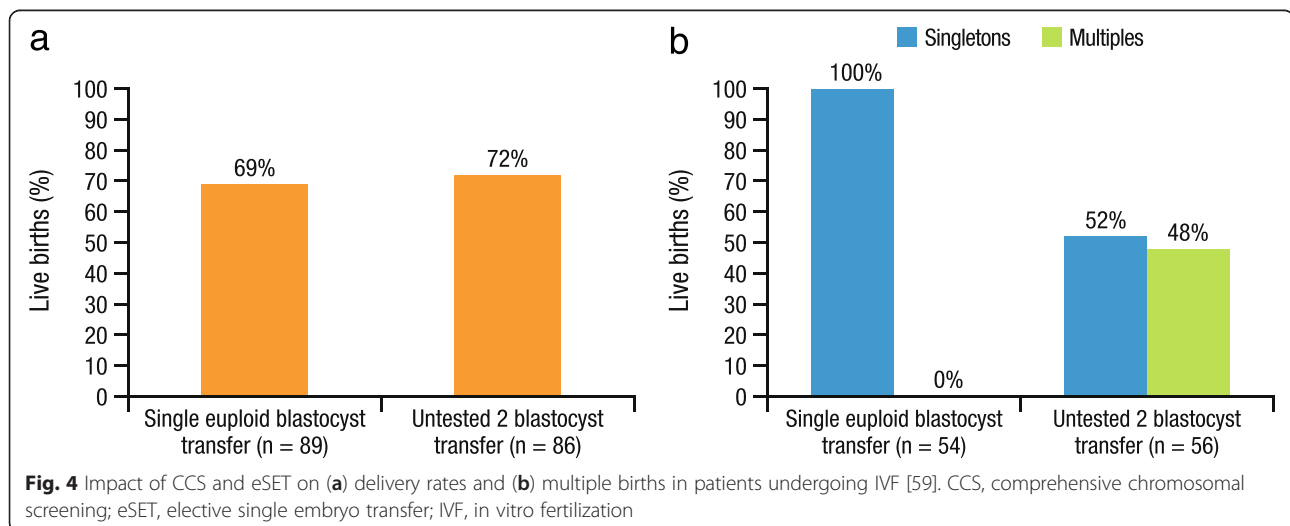 a
Live births (%)
100
90
80
70
60
50
40
30
20
10
0
69%
72%
Single euploid blastocyst
transfer (n = 89)
Untested 2 blastocyst
transfer (n = 86)
b
Singletons
Multiples
Live births (%)
100
90
80
70
60
50
40
30
20
10
0
100%
0%
52%
48%
Single euploid blastocyst
transfer (n = 54)
Untested 2 blastocyst
transfer (n = 56)
Fig. 4 Impact of CCS and eSET on (a) delivery rates and (b) multiple births in patients undergoing IVF [59]. CCS, comprehensive chromosomal
screening; eSET, elective single embryo transfer; IVF, in vitro fertilization